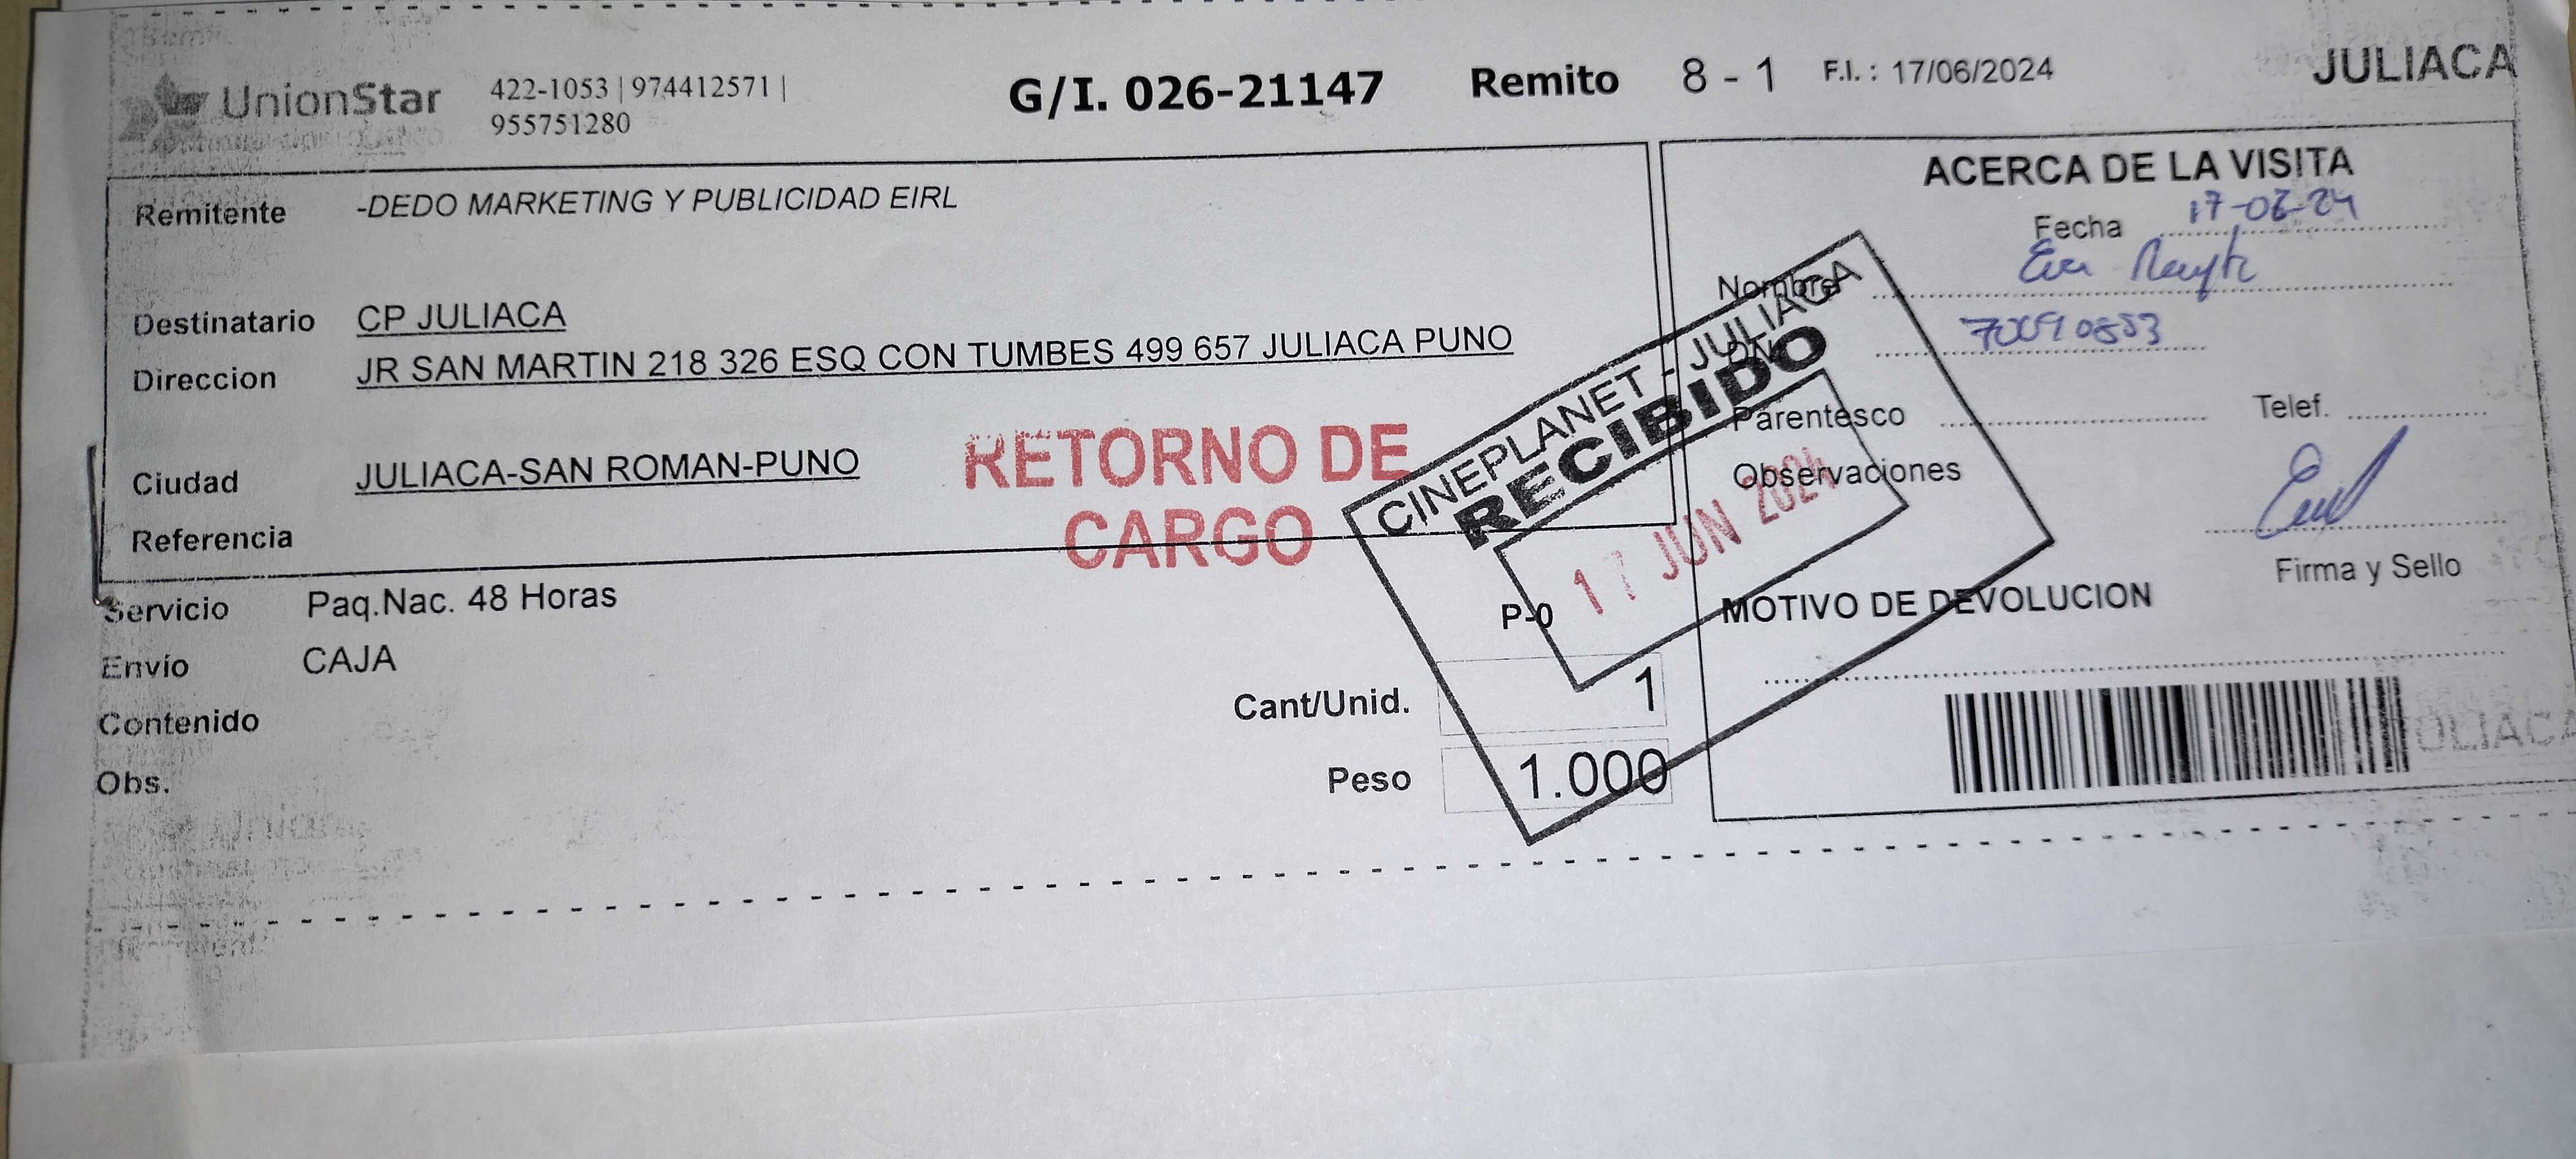 UnionStar
422-1053 | 974412571 |
955751280
G/I. 026-21147
Remito 8 - 1 F.I. : 17/06/2024
JULIACA
Remitente -DEDO MARKETING Y PUBLICIDAD EIRL
Destinatario CP JULIACA
Direccion JR SAN MARTIN 218 326 ESQ CON TUMBES 499 657 JULIACA PUNO
Ciudad JULIACA-SAN ROMAN-PUNO
Referencia
RETORNO DE
CARGO
Servicio Paq.Nac. 48 Horas
P-0
Envío CAJA
Contenido
Obs.
Cant/Unid. 1
Peso 1.000
CINEPLANET - JULIACA
RECIBIDO
17 JUN 2024
ACERCA DE LA VISITA
Fecha 17-06-24
Nombre
DNI
Parentesco Telef.
Observaciones
Firma y Sello
MOTIVO DE DEVOLUCION